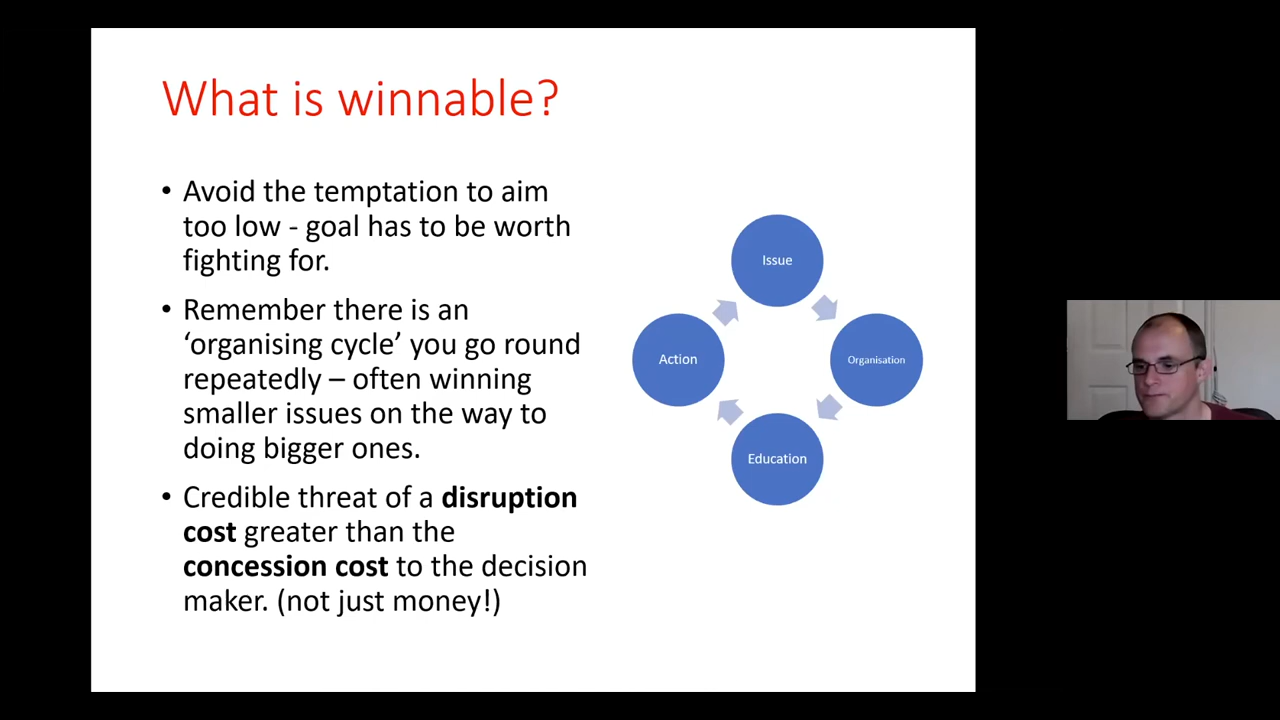 What is winnable?
• Avoid the temptation to aim
too low - goal has to be worth
fighting for.
• Remember there is an
‘organising cycle’ you go round
repeatedly – often winning
smaller issues on the way to
doing bigger ones.
• Credible threat of a disruption
cost greater than the
concession cost to the decision
maker. (not just money!)
Issue
Organisation
Education
Action